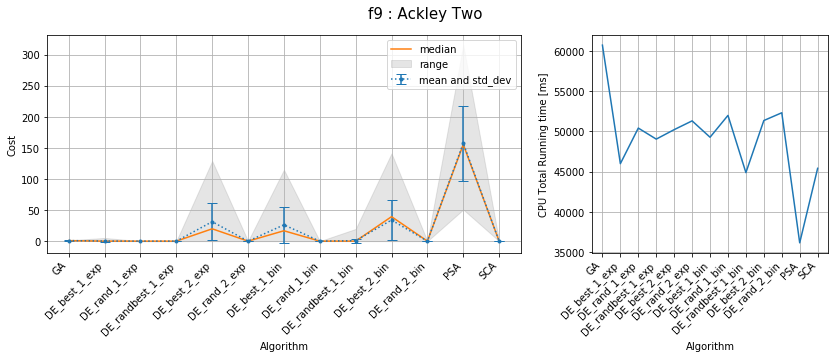 f9 : Ackley Two
300
250
200
150
100
50
0
Cost
median
range
mean and std_dev
GA
DE_best_1_exp
DE_rand_1_exp
DE_randbest_1_exp
DE_best_2_exp
DE_rand_2_exp
DE_best_1_bin
DE_rand_1_bin
DE_randbest_1_bin
DE_best_2_bin
DE_rand_2_bin
PSA
SCA
Algorithm
60000
55000
50000
45000
40000
35000
CPU Total Running time [ms]
GA
DE_best_1_exp
DE_rand_1_exp
DE_randbest_1_exp
DE_best_2_exp
DE_rand_2_exp
DE_best_1_bin
DE_rand_1_bin
DE_randbest_1_bin
DE_best_2_bin
DE_rand_2_bin
PSA
SCA
Algorithm